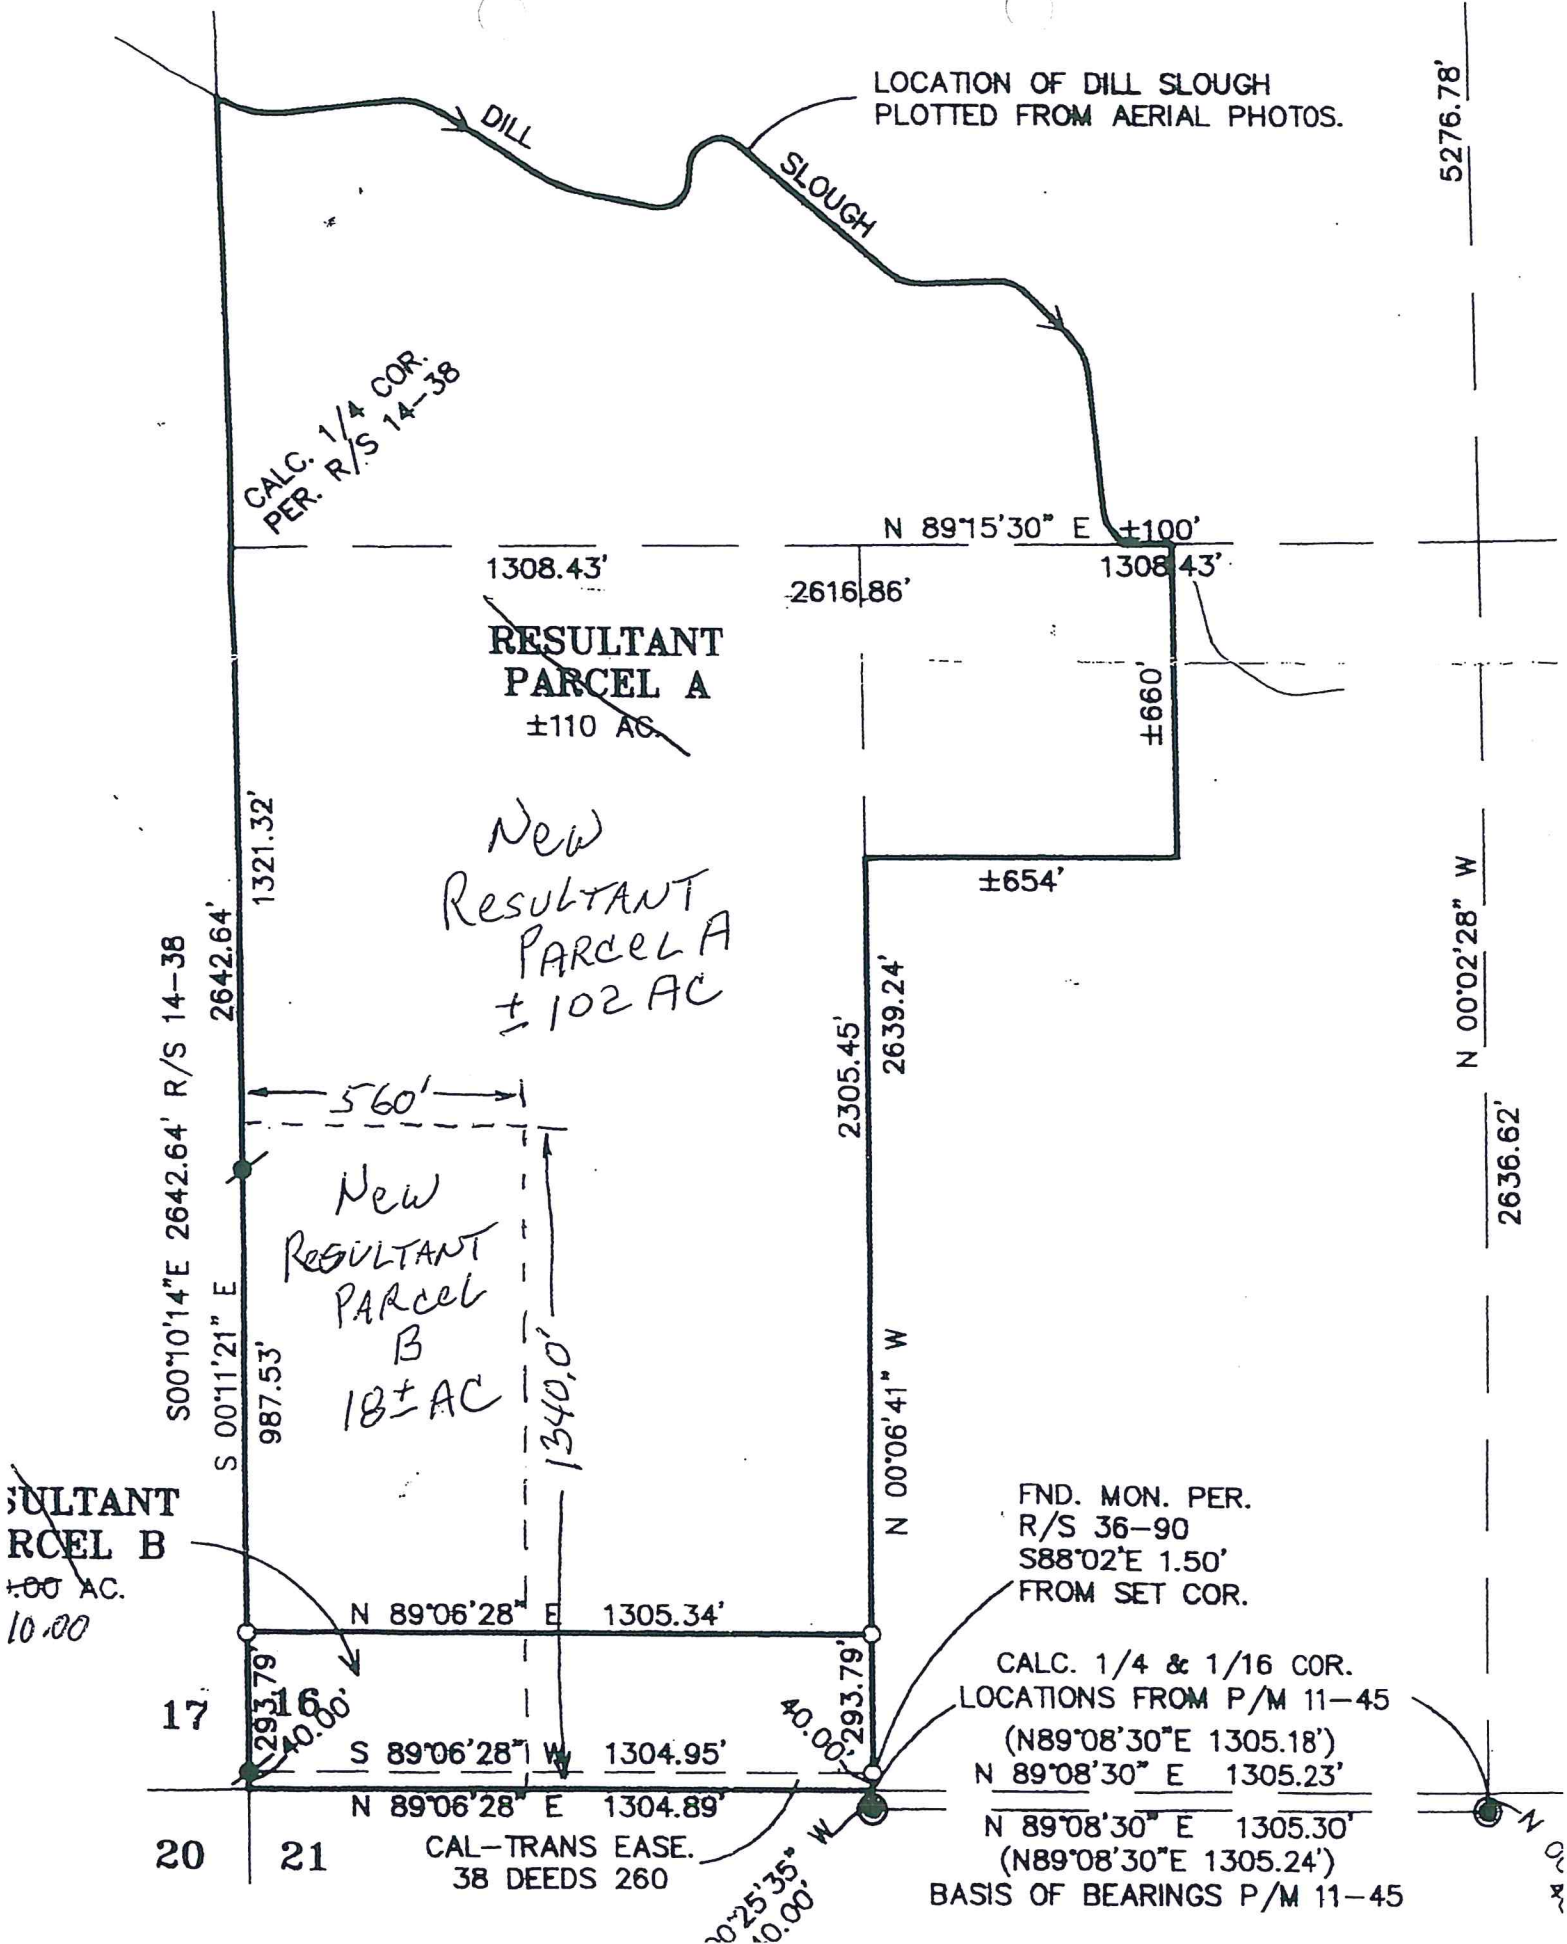 LOCATION OF DILL SLOUGH
PLOTTED FROM AERIAL PHOTOS.
5276.78'
DILL
SLOUGH
CALC. 1/4 COR.
PER. R/S 14-38
N 89°15'30" E ±100'
1308.43'
1308.43'
2616.86'
RESULTANT
PARCEL A
±110 AC.
±660'
New
RESULTANT
PARCEL A
± 102 AC
±654'
1321.32'
2642.64'
S00°10'14"E 2642.64' R/S 14-38
S 00°11'21" E
987.53'
560'
New
RESULTANT
PARCEL
B
18± AC
1340.0'
2305.45'
2639.24'
N 00°06'41" W
N 00°02'28" W
2636.62'
SULTANT
RCEL B
.00 AC.
10.00
N 89°06'28" E 1305.34'
293.79'
40.00'
293.79'
40.00'
17 16
S 89°06'28" W 1304.95'
N 89°06'28" E 1304.89'
20 21
CAL-TRANS EASE.
38 DEEDS 260
FND. MON. PER.
R/S 36-90
S88°02'E 1.50'
FROM SET COR.
CALC. 1/4 & 1/16 COR.
LOCATIONS FROM P/M 11-45
(N89°08'30"E 1305.18')
N 89°08'30" E 1305.23'
N 89°08'30" E 1305.30'
(N89°08'30"E 1305.24')
BASIS OF BEARINGS P/M 11-45
0°25'35" W
0.00'
N